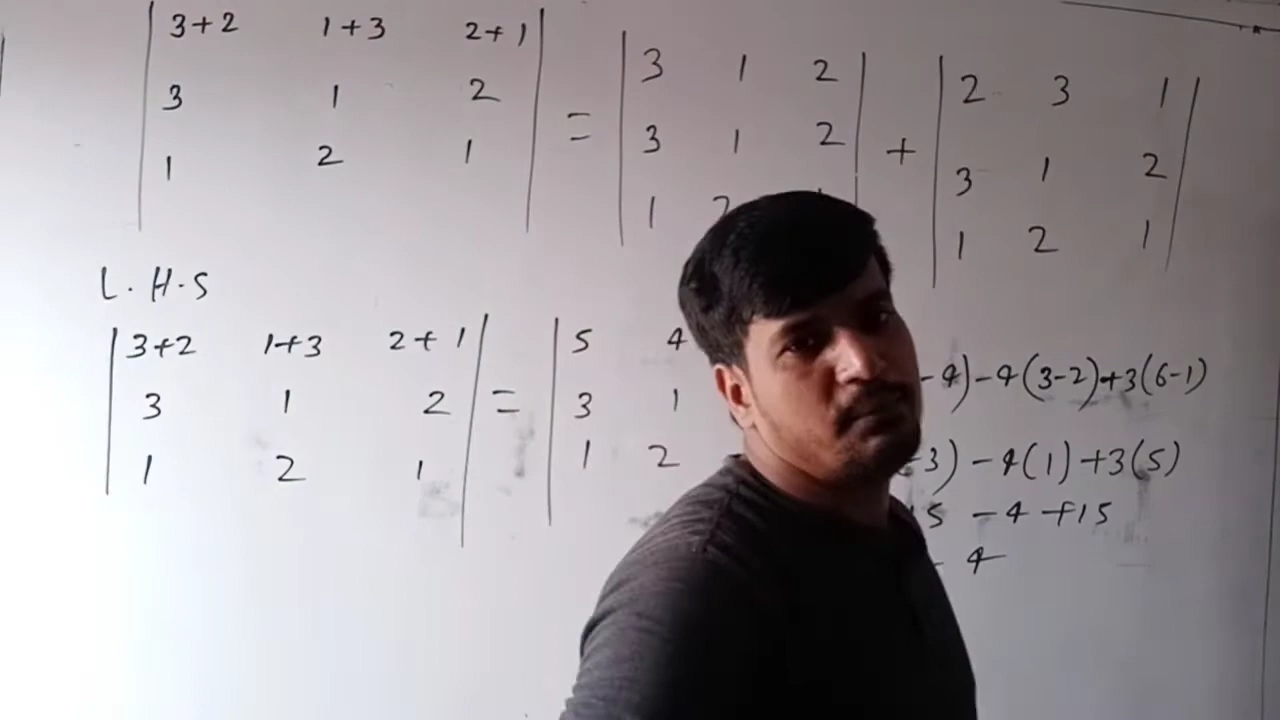 | 3+2 1+3 2+1 | = | 3 1 2 | + | 2 3 1 |
| 3 1 2 | | 3 1 2 | | 3 1 2 |
| 1 2 1 | | 1 2 | | 1 2 1 |
L.H.S
| 3+2 1+3 2+1 | = | 5 4 -4)-4(3-2)+3(6-1)
| 3 1 2 | | 3 1
| 1 2 1 | | 1 2 -3)-4(1)+3(5)
15 -4 +15
- 4